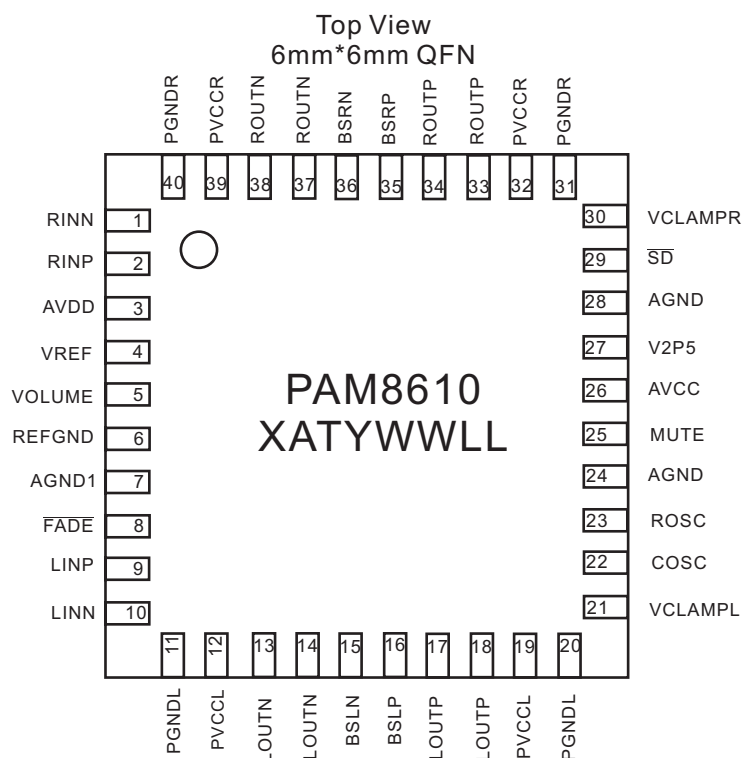 Top View
6mm*6mm QFN
PGNDR PVCCR ROUTN ROUTN BSRN BSRP ROUTP ROUTP PVCCR PGNDR
40 39 38 37 36 35 34 33 32 31
RINN 1
RINP 2
AVDD 3
VREF 4
VOLUME 5
REFGND 6
AGND1 7
FADE 8
LINP 9
LINN 10
PAM8610
XATYWWLL
30 VCLAMPR
29 SD
28 AGND
27 V2P5
26 AVCC
25 MUTE
24 AGND
23 ROSC
22 COSC
21 VCLAMPL
11 12 13 14 15 16 17 18 19 20
PGNDL PVCCL LOUTN LOUTN BSLN BSLP LOUTP LOUTP PVCCL PGNDL